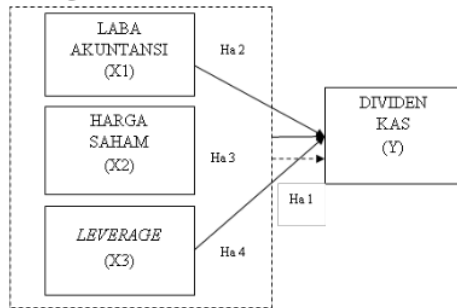 LABA
AKUNTANSI
(X1)
Ha 2
HARGA
SAHAM
(X2)
Ha 3
DIVIDEN
KAS
(Y)
Ha 1
LEVERAGE
(X3)
Ha 4